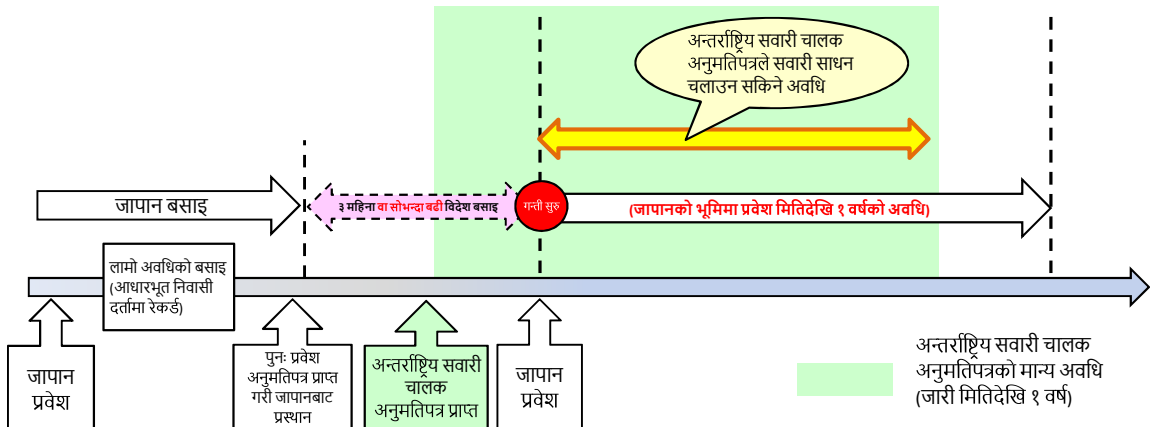 अन्तर्राष्ट्रिय सवारी चालक
अनुमतिपत्रले सवारी साधन
चलाउन सकिने अवधि
जापान बसाइ
३ महिना वा सोभन्दा बढी विदेश बसाइ
गन्ती सुरु
(जापानको भूमिमा प्रवेश मितिदेखि १ वर्षको अवधि)
लामो अवधिको बसाइ
(आधारभूत निवासी
दर्तामा रेकर्ड)
जापान
प्रवेश
पुनः प्रवेश
अनुमतिपत्र प्राप्त
गरी जापानबाट
प्रस्थान
अन्तर्राष्ट्रिय सवारी
चालक
अनुमतिपत्र प्राप्त
जापान
प्रवेश
अन्तर्राष्ट्रिय सवारी चालक
अनुमतिपत्रको मान्य अवधि
(जारी मितिदेखि १ वर्ष)